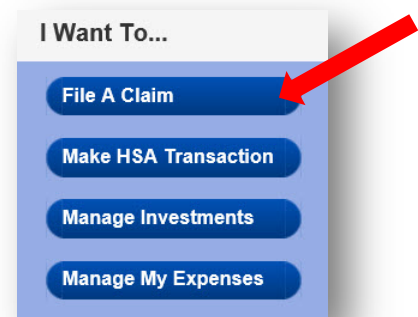 I Want To...
File A Claim
Make HSA Transaction
Manage Investments
Manage My Expenses